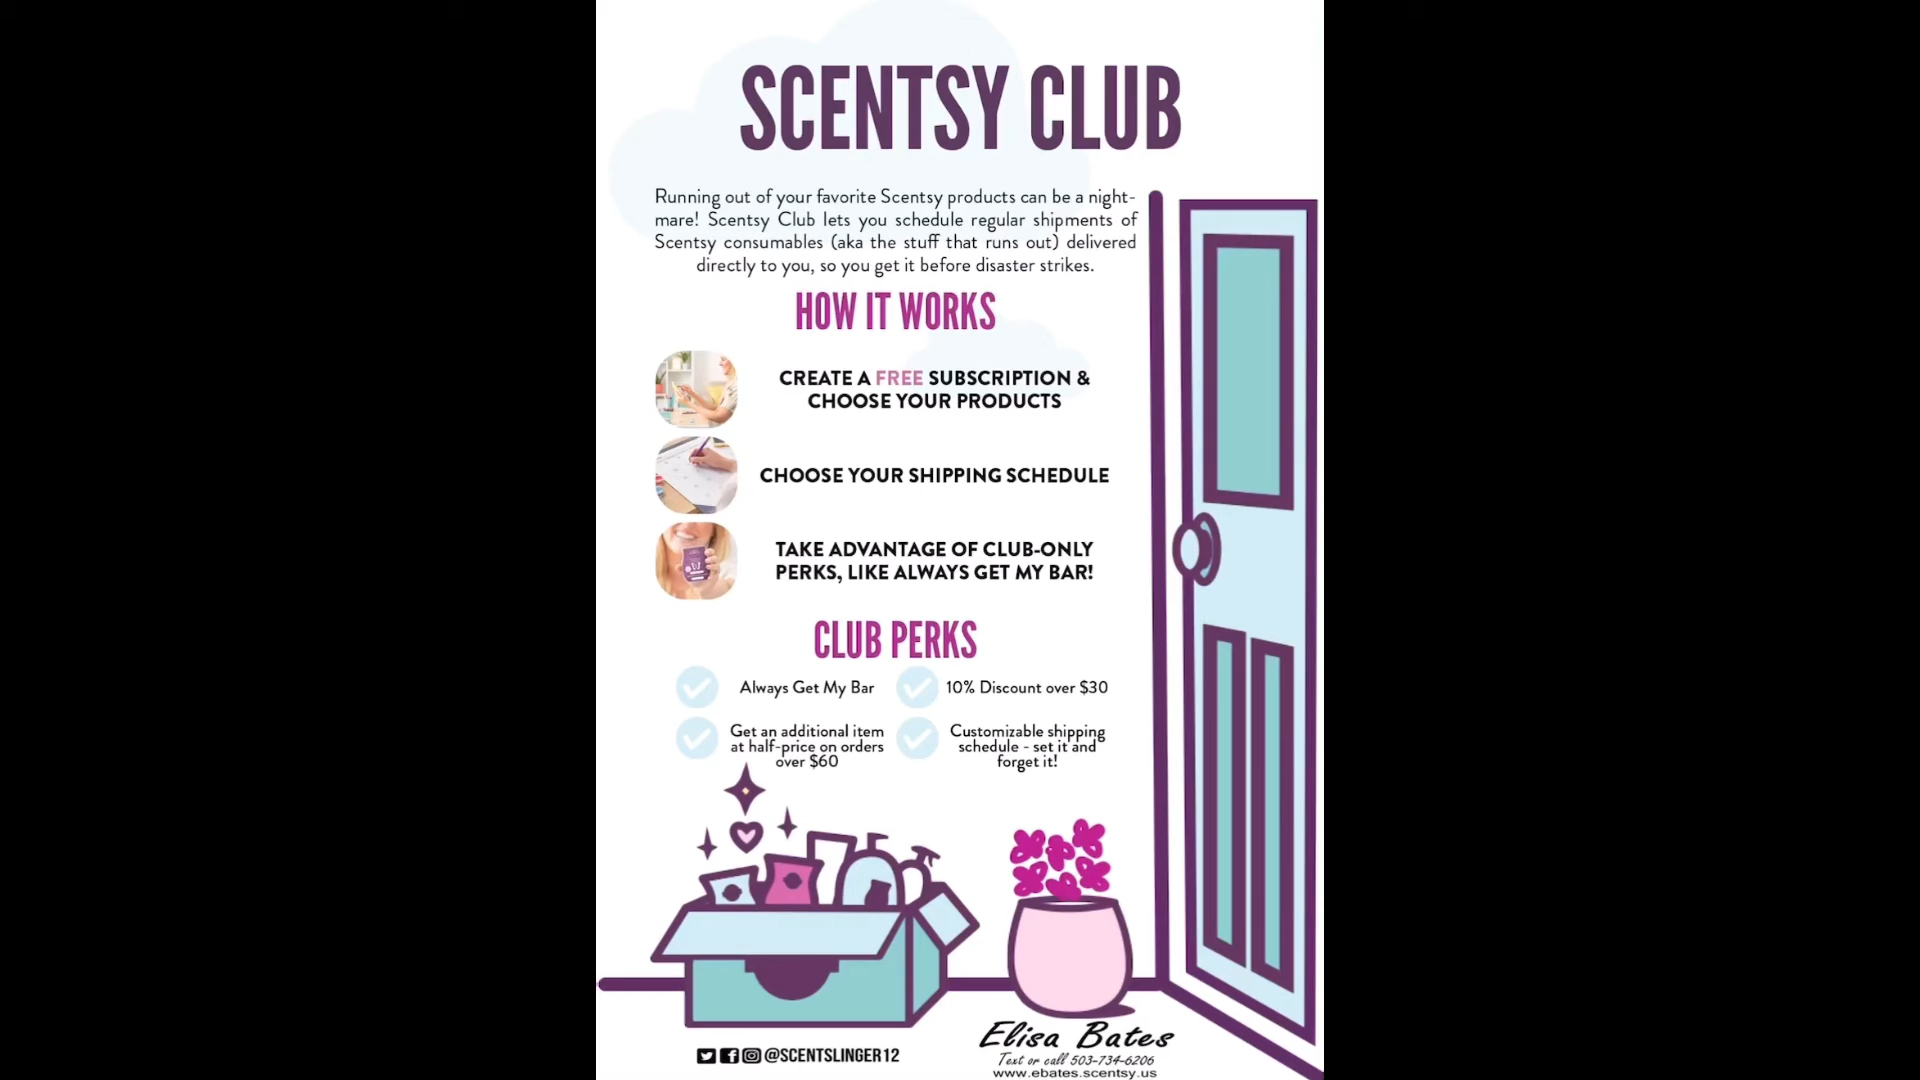 SCENTSY CLUB
Running out of your favorite Scentsy products can be a night-
mare! Scentsy Club lets you schedule regular shipments of
Scentsy consumables (aka the stuff that runs out) delivered
directly to you, so you get it before disaster strikes.
HOW IT WORKS
CREATE A FREE SUBSCRIPTION &
CHOOSE YOUR PRODUCTS
CHOOSE YOUR SHIPPING SCHEDULE
TAKE ADVANTAGE OF CLUB-ONLY
PERKS, LIKE ALWAYS GET MY BAR!
CLUB PERKS
Always Get My Bar
10% Discount over $30
Get an additional item
at half-price on orders
over $60
Customizable shipping
schedule - set it and
forget it!
@SCENTSLINGER12
Elisa Bates
Text or call 503-734-6206
www.ebates.scentsy.us